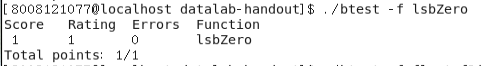 [8008121077@localhost datalab-handout]$ ./btest -f lsbZero
Score Rating Errors Function
1 1 0 lsbZero
Total points: 1/1